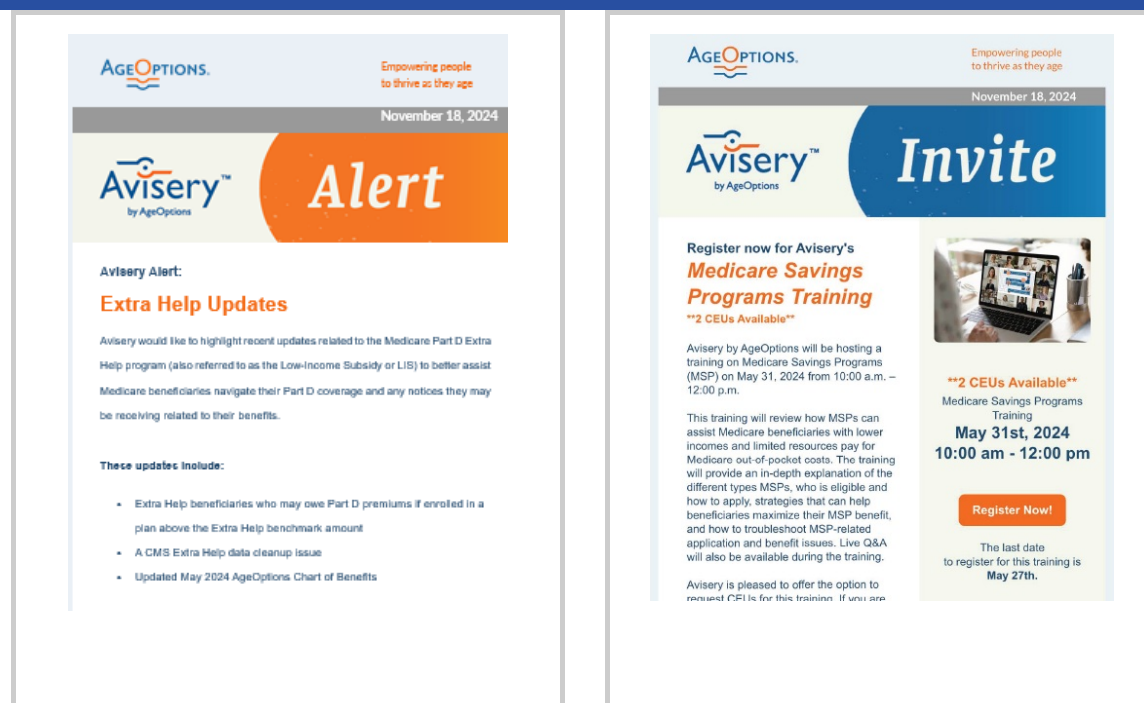 AGEOPTIONS.
Empowering people
to thrive as they age
November 18, 2024
Avisery™
by AgeOptions
Alert
Avisery Alert:
Extra Help Updates
Avisery would like to highlight recent updates related to the Medicare Part D Extra
Help program (also referred to as the Low-Income Subsidy or LIS) to better assist
Medicare beneficiaries navigate their Part D coverage and any notices they may
be receiving related to their benefits.
These updates include:
• Extra Help beneficiaries who may owe Part D premiums if enrolled in a
plan above the Extra Help benchmark amount
• A CMS Extra Help data cleanup issue
• Updated May 2024 AgeOptions Chart of Benefits
AGEOPTIONS.
Empowering people
to thrive as they age
November 18, 2024
Avisery™
by AgeOptions
Invite
Register now for Avisery's
Medicare Savings
Programs Training
**2 CEUs Available**
Avisery by AgeOptions will be hosting a
training on Medicare Savings Programs
(MSP) on May 31, 2024 from 10:00 a.m. –
12:00 p.m.
This training will review how MSPs can
assist Medicare beneficiaries with lower
incomes and limited resources pay for
Medicare out-of-pocket costs. The training
will provide an in-depth explanation of the
different types MSPs, who is eligible and
how to apply, strategies that can help
beneficiaries maximize their MSP benefit,
and how to troubleshoot MSP-related
application and benefit issues. Live Q&A
will also be available during the training.
Avisery is pleased to offer the option to
request CEUs for this training. If you are
**2 CEUs Available**
Medicare Savings Programs
Training
May 31st, 2024
10:00 am - 12:00 pm
Register Now!
The last date
to register for this training is
May 27th.